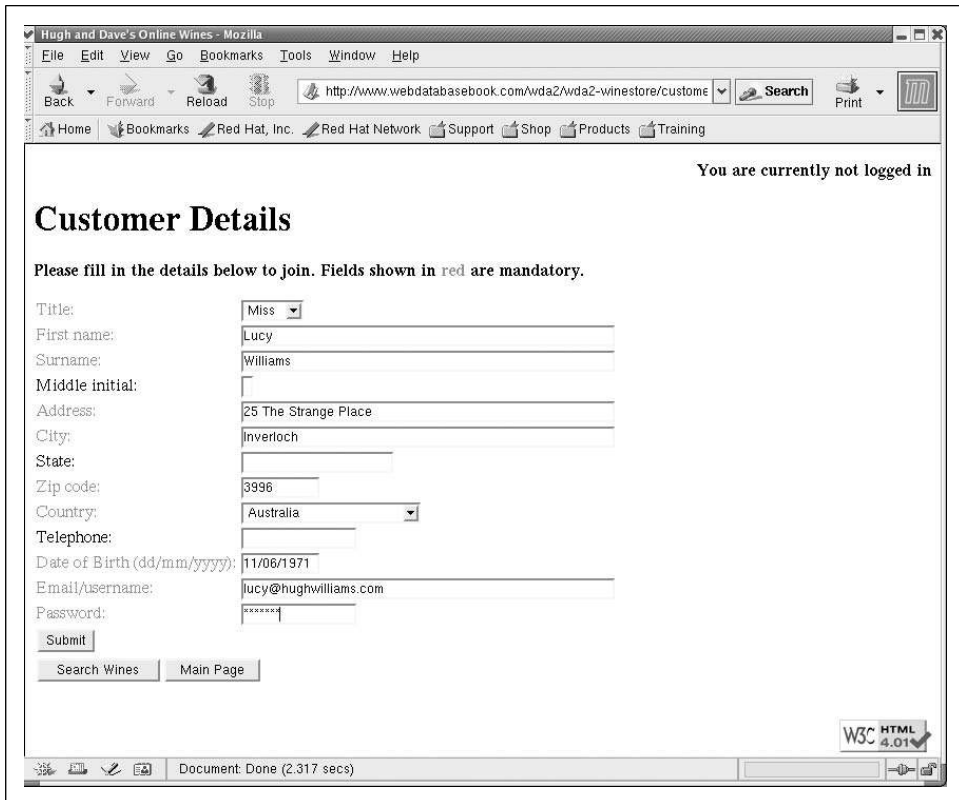 Hugh and Dave's Online Wines - Mozilla
File Edit View Go Bookmarks Tools Window Help
Back Forward Reload Stop http://www.webdatabasebook.com/wda2/wda2-winestore/custome Search Print
Home Bookmarks Red Hat, Inc. Red Hat Network Support Shop Products Training
You are currently not logged in
Customer Details
Please fill in the details below to join. Fields shown in red are mandatory.
Title: Miss
First name: Lucy
Surname: Williams
Middle initial:
Address: 25 The Strange Place
City: Inverloch
State:
Zip code: 3996
Country: Australia
Telephone:
Date of Birth (dd/mm/yyyy): 11/06/1971
Email/username: lucy@hughwilliams.com
Password: *******
Submit
Search Wines Main Page
W3C HTML 4.01
Document: Done (2.317 secs)